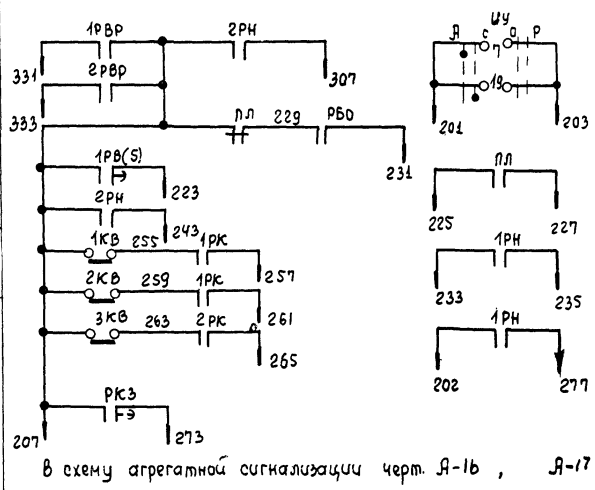 1РВР 2РН
331 2РВР 307
333
ПЛ 229 РБО
231
1РВ(5)
223
2РН
243
1КВ 255 1РК
257
2КВ 259 1РК
261
3КВ 263 2РК
265
РКЗ
207 273
ЦУ
А с о Р
7
19
201 203
ПЛ
225 227
1РН
233 235
1РН
202 277
В схему агрегатной сигнализации черт. А-16 , А-17